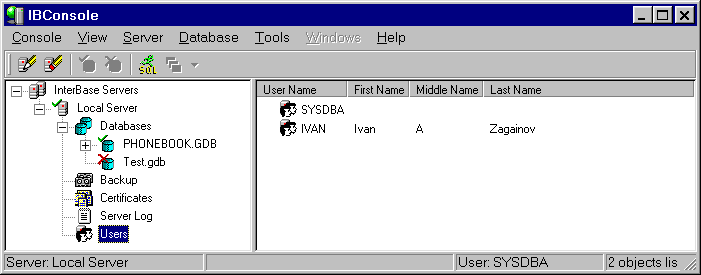 IBConsole
Console View Server Database Tools Windows Help
SQL
InterBase Servers
Local Server
Databases
PHONEBOOK.GDB
Test.gdb
Backup
Certificates
Server Log
Users
User Name First Name Middle Name Last Name
SYSDBA
IVAN Ivan A Zagainov
Server: Local Server User: SYSDBA 2 objects lis